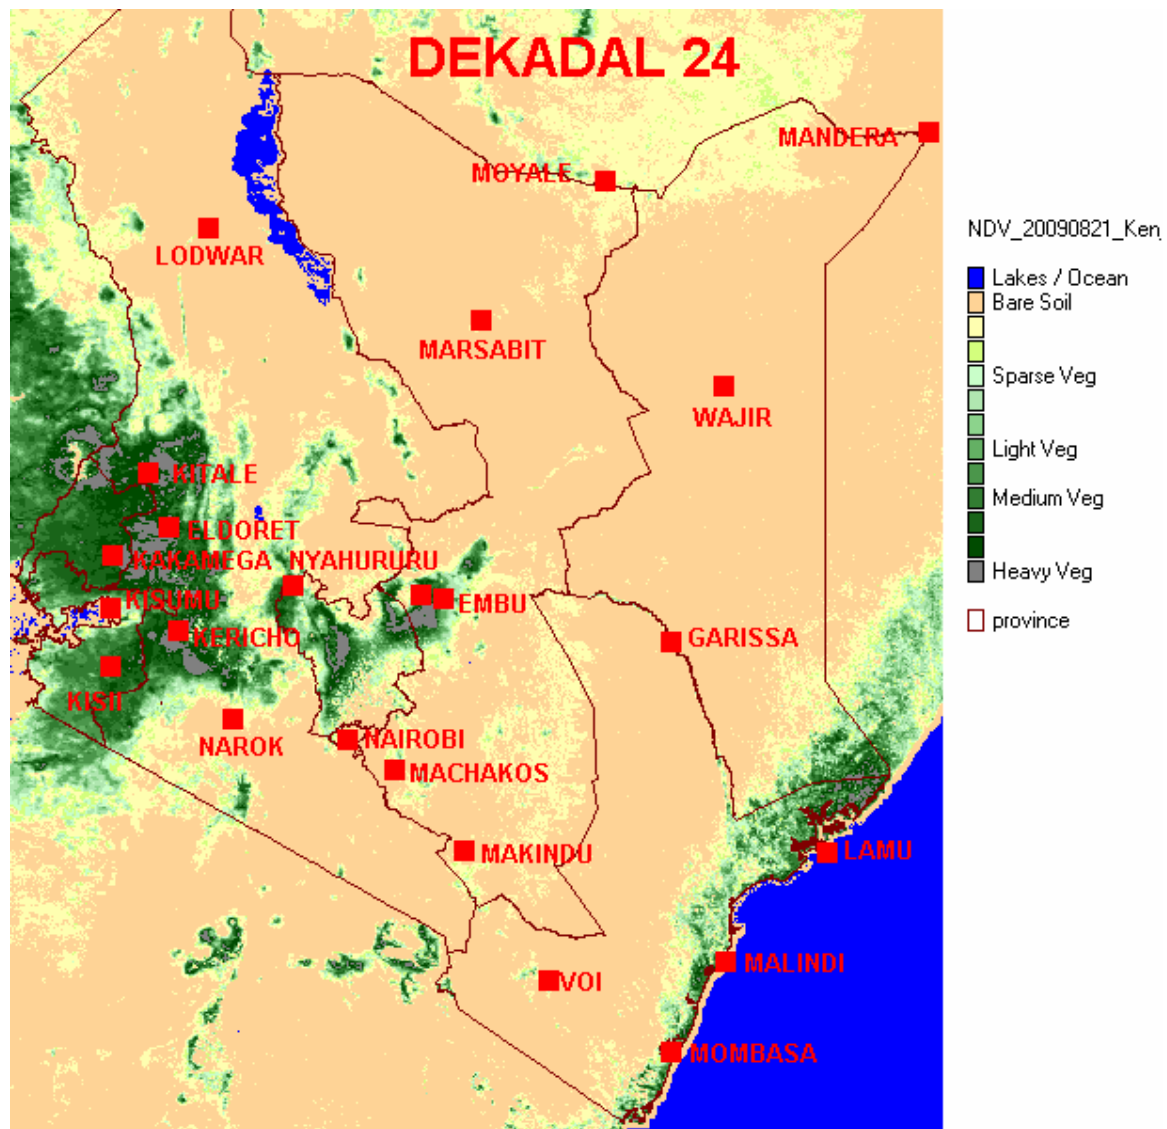 DEKADAL 24
MANDERA
MOYALE
NDV_20090821_Ken
LODWAR
Lakes / Ocean
Bare Soil
MARSABIT
Sparse Veg
WAJIR
Light Veg
KITALE
Medium Veg
ELDORET
KAKAMEGA NYAHURURU
Heavy Veg
KISUMU
EMBU
province
KERICHO
GARISSA
KISII
NAROK
NAIROBI
MACHAKOS
MAKINDU
LAMU
MALINDI
VOI
MOMBASA